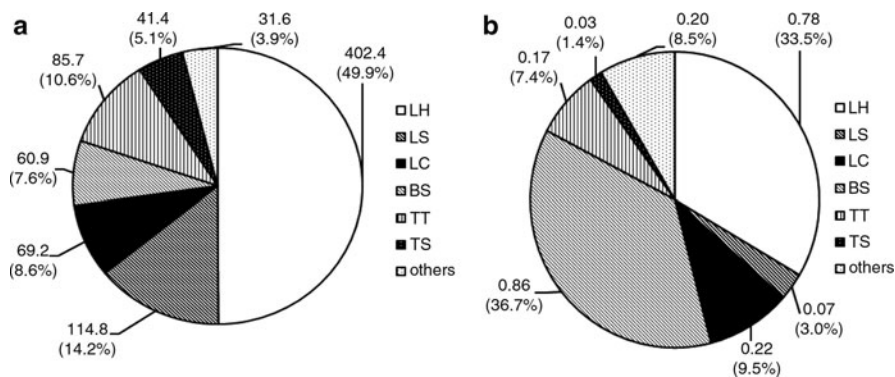 a
402.4
(49.9%)
114.8
(14.2%)
69.2
(8.6%)
60.9
(7.6%)
85.7
(10.6%)
41.4
(5.1%)
31.6
(3.9%)
LH
LS
LC
BS
TT
TS
others
b
0.78
(33.5%)
0.07
(3.0%)
0.22
(9.5%)
0.86
(36.7%)
0.17
(7.4%)
0.03
(1.4%)
0.20
(8.5%)
LH
LS
LC
BS
TT
TS
others